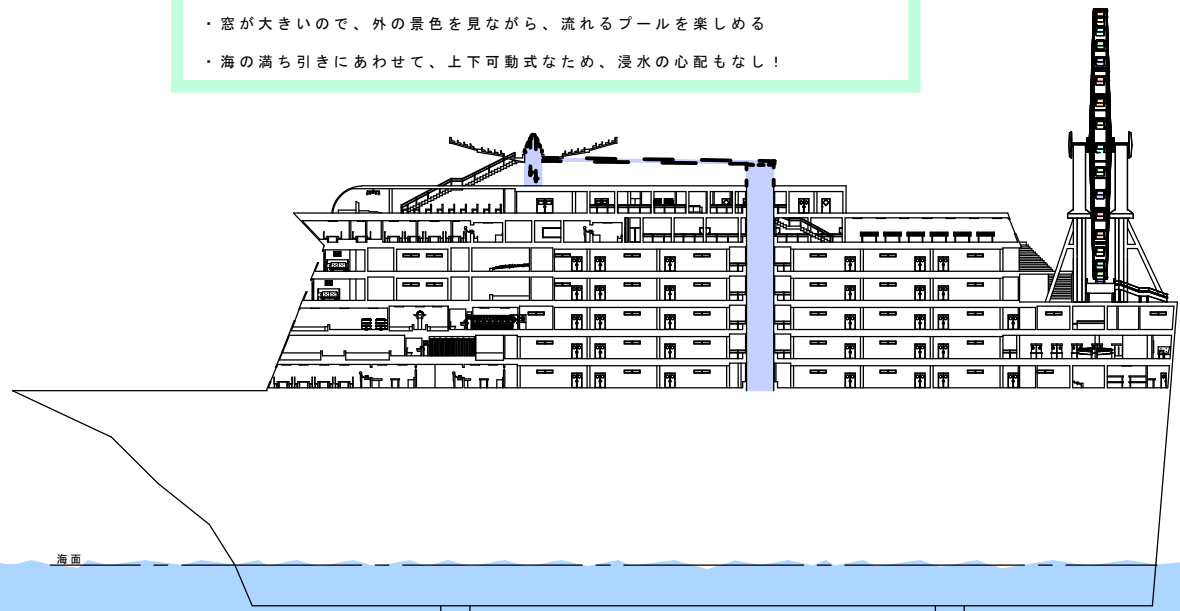 ・窓が大きいので、外の景色を見ながら、流れるプールを楽しめる
・海の満ち引きにあわせて、上下可動式なため、浸水の心配もなし！
海面